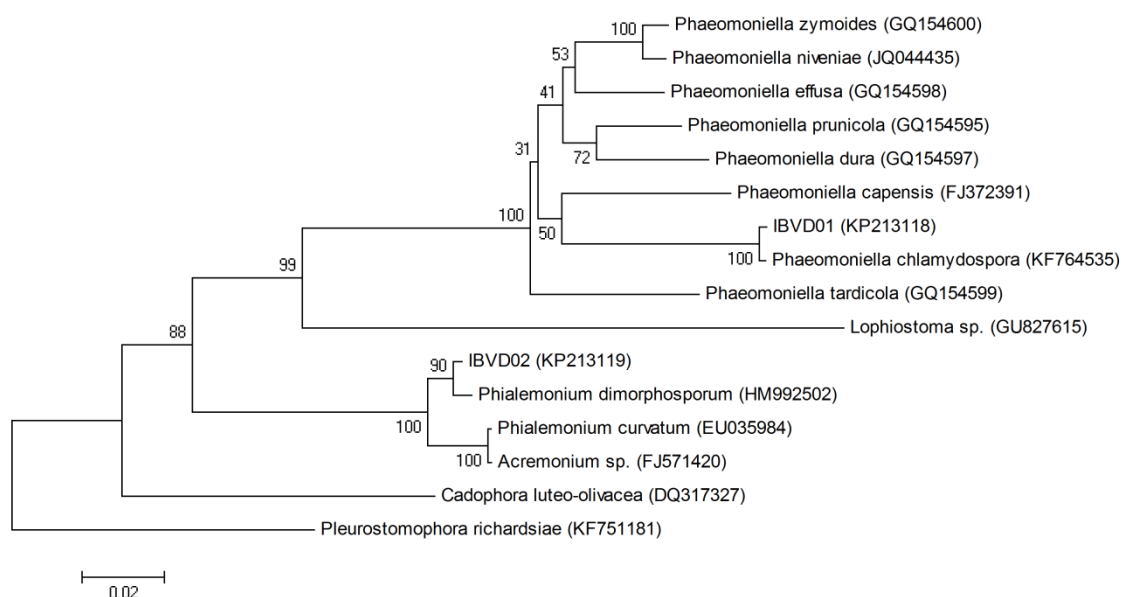 Phaeomoniella zymoides (GQ154600)
100
Phaeomoniella niveniae (JQ044435)
53
Phaeomoniella effusa (GQ154598)
41
Phaeomoniella prunicola (GQ154595)
31
72
Phaeomoniella dura (GQ154597)
Phaeomoniella capensis (FJ372391)
100
50
IBVD01 (KP213118)
100
Phaeomoniella chlamydospora (KF764535)
99
Phaeomoniella tardicola (GQ154599)
88
Lophiostoma sp. (GU827615)
90
IBVD02 (KP213119)
Phialemonium dimorphosporum (HM992502)
100
Phialemonium curvatum (EU035984)
100
Acremonium sp. (FJ571420)
Cadophora luteo-olivacea (DQ317327)
Pleurostomophora richardsiae (KF751181)
0.02